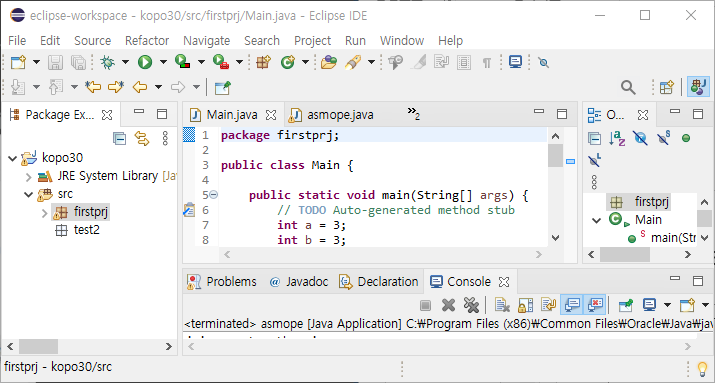 eclipse-workspace - kopo30/src/firstprj/Main.java - Eclipse IDE
File Edit Source Refactor Navigate Search Project Run Window Help
Package Ex...
Main.java
asmope.java
»2
O...
kopo30
JRE System Library [Jav
src
firstprj
test2
1 package firstprj;
2
3 public class Main {
4
5 public static void main(String[] args) {
6 // TODO Auto-generated method stub
7 int a = 3;
8 int b = 3;
firstprj
Main
main(Str
Problems @ Javadoc Declaration Console
<terminated> asmope [Java Application] C:₩Program Files (x86)₩Common Files₩Oracle₩Java₩jav
firstprj - kopo30/src